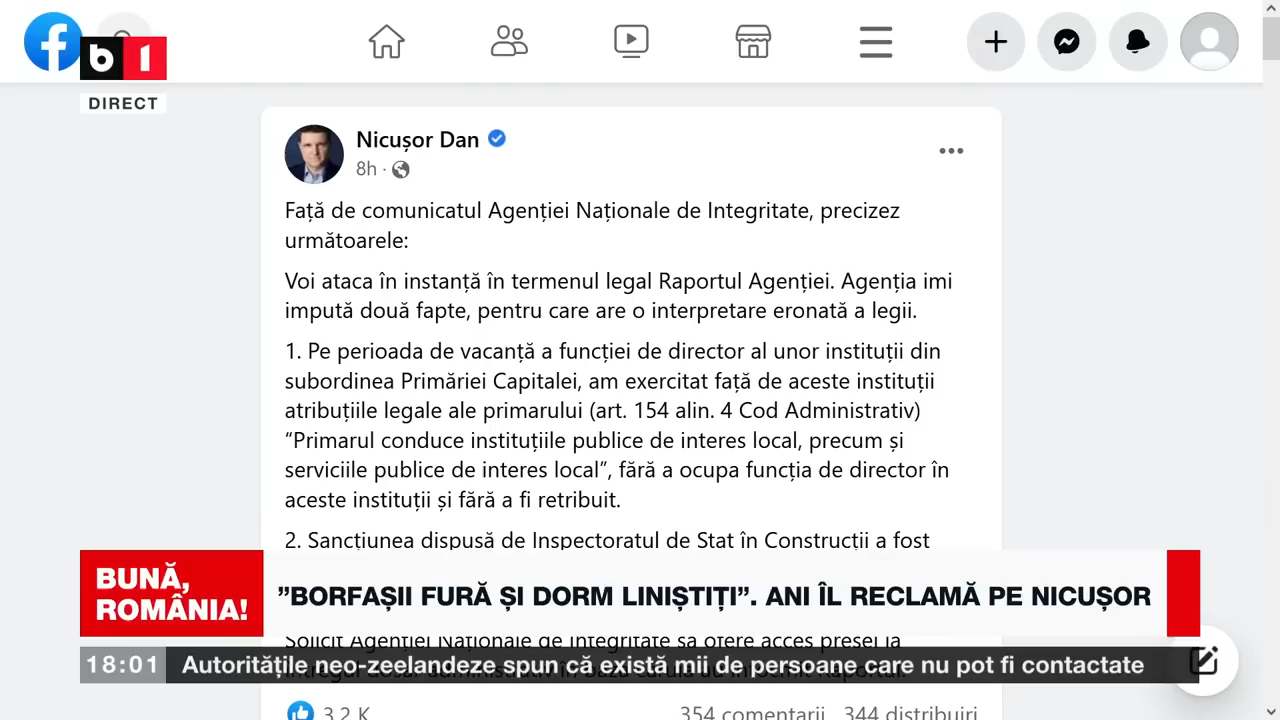 b1
DIRECT
Nicușor Dan
8h ·
Față de comunicatul Agenției Naționale de Integritate, precizez
următoarele:
Voi ataca în instanță în termenul legal Raportul Agenției. Agenția imi
impută două fapte, pentru care are o interpretare eronată a legii.
1. Pe perioada de vacanță a funcției de director al unor instituții din
subordinea Primăriei Capitalei, am exercitat față de aceste instituții
atribuțiile legale ale primarului (art. 154 alin. 4 Cod Administrativ)
“Primarul conduce instituțiile publice de interes local, precum și
serviciile publice de interes local”, fără a ocupa funcția de director în
aceste instituții și fără a fi retribuit.
2. Sancțiunea dispusă de Inspectoratul de Stat în Construcții a fost
BUNĂ,
ROMÂNIA!
”BORFAȘII FURĂ ȘI DORM LINIȘTIȚI”. ANI ÎL RECLAMĂ PE NICUȘOR
Solicit Agenției Naționale de Integritate să ofere acces presei la
18:01 Autoritățile neo-zeelandeze spun că există mii de persoane care nu pot fi contactate
3,2 K
354 comentarii 344 distribuiri